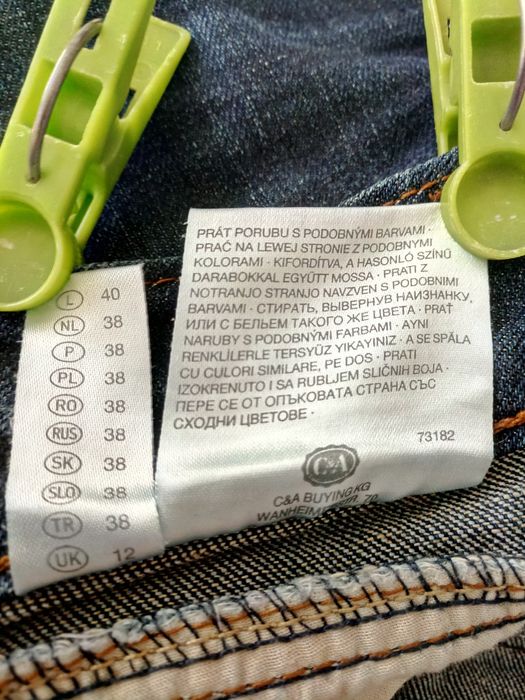 L 40
NL 38
P 38
PL 38
RO 38
RUS 38
SK 38
SLO 38
TR 38
UK 12
PRÁT PORUBU S PODOBNÝMI BARVAMI ·
PRAĆ NA LEWEJ STRONIE Z PODOBNYMI
KOLORAMI · KIFORDÍTVA, A HASONLÓ SZÍNŰ
DARABOKKAL EGYÜTT MOSSA · PRATI Z
NOTRANJO STRANJO NAVZVEN S PODOBNIMI
BARVAMI · СТИРАТЬ, ВЫВЕРНУВ НАИЗНАНКУ,
ИЛИ С БЕЛЬЕМ ТАКОГО ЖЕ ЦВЕТА · PRAŤ
NARUBY S PODOBNÝMI FARBAMI · AYNI
RENKLİLERLE TERSYÜZ YIKAYINIZ · A SE SPĂLA
CU CULORI SIMILARE, PE DOS · PRATI
IZOKRENUTO I SA RUBLJEM SLIČNIH BOJA ·
ПЕРЕ СЕ ОТ ОПЪКОВАТА СТРАНА СЪС
СХОДНИ ЦВЕТОВЕ ·
73182
C&A
C&A BUYING KG
WANHEIMER STR. 70